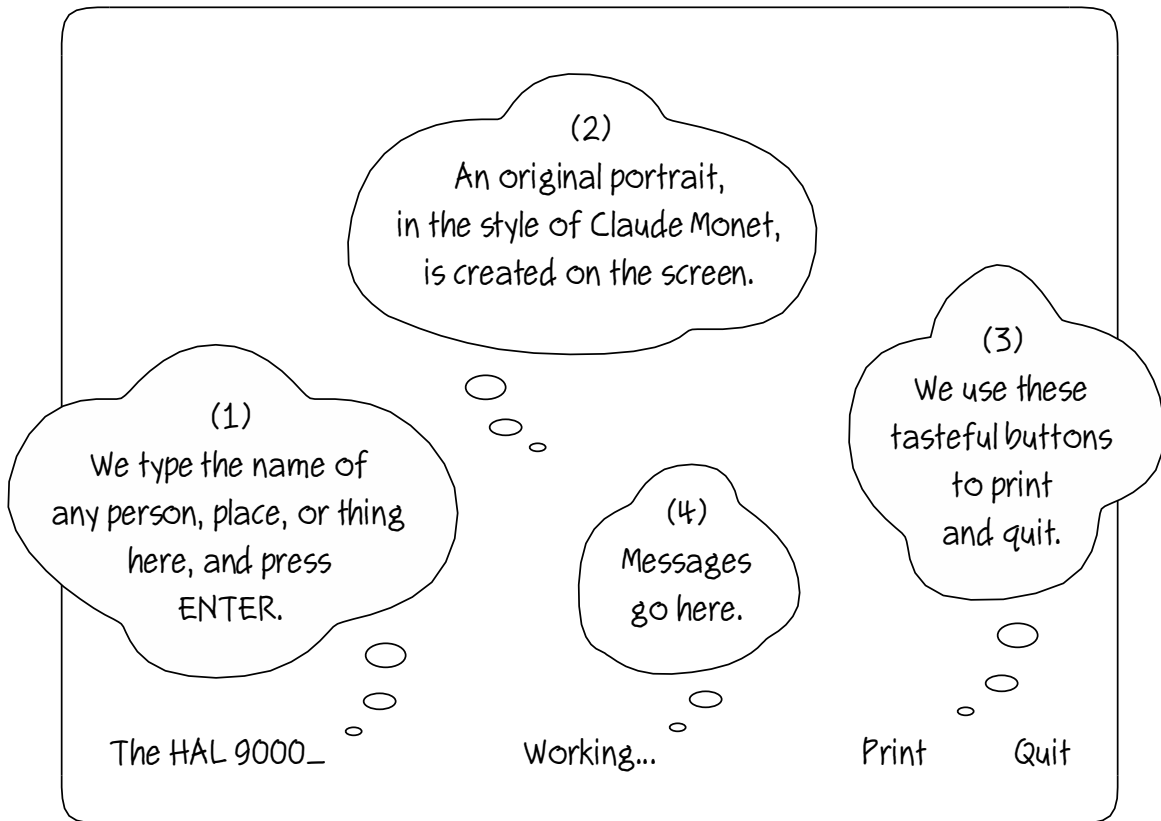 (2)
An original portrait,
in the style of Claude Monet,
is created on the screen.
(3)
We use these
tasteful buttons
to print
and quit.
(1)
We type the name of
any person, place, or thing
here, and press
ENTER.
(4)
Messages
go here.
The HAL 9000_
Working...
Print
Quit